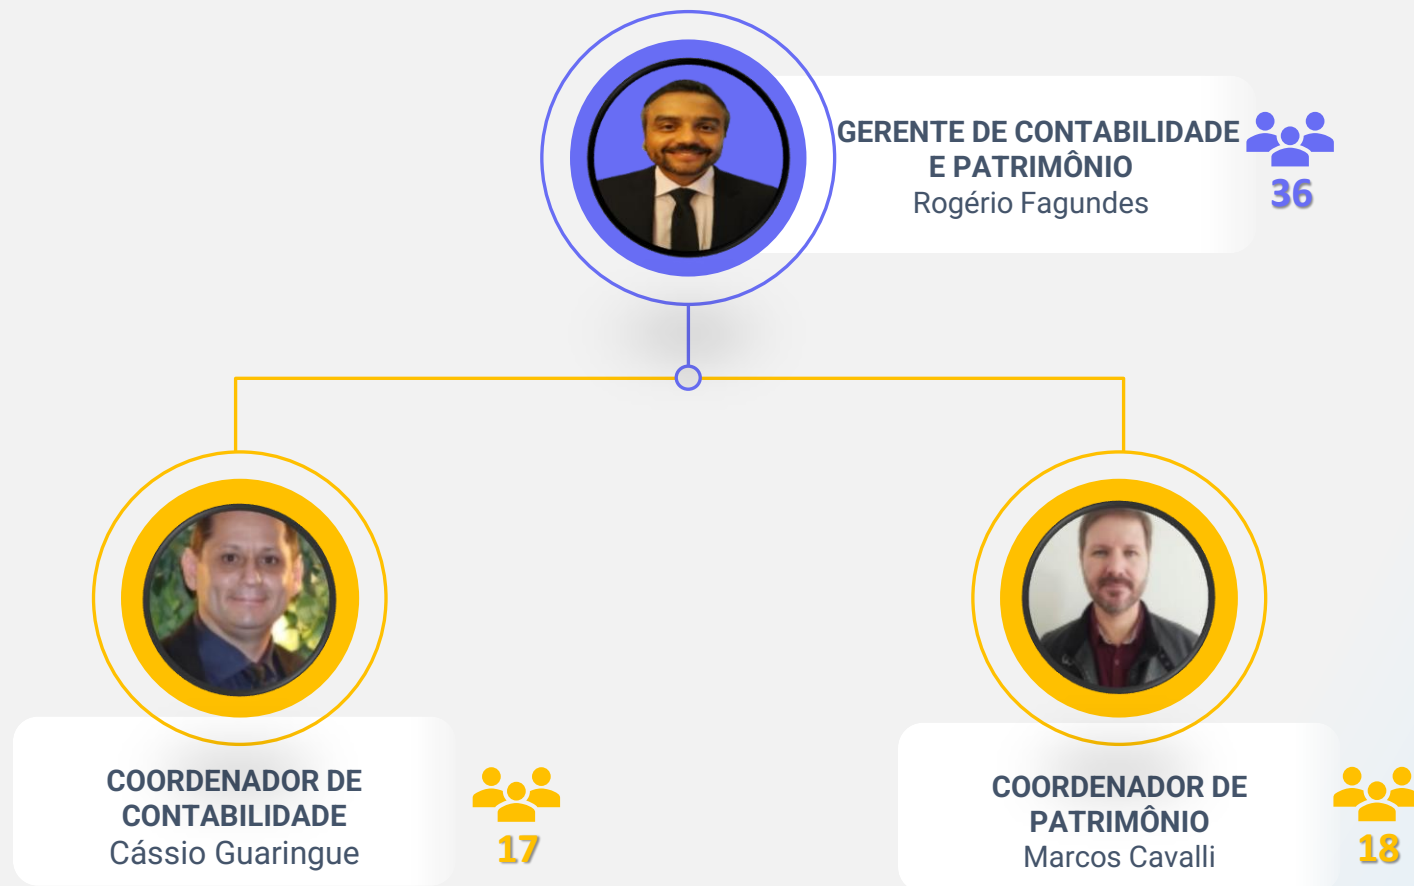 GERENTE DE CONTABILIDADE
E PATRIMÔNIO
Rogério Fagundes
36
COORDENADOR DE
CONTABILIDADE
Cássio Guaringue
17
COORDENADOR DE
PATRIMÔNIO
Marcos Cavalli
18